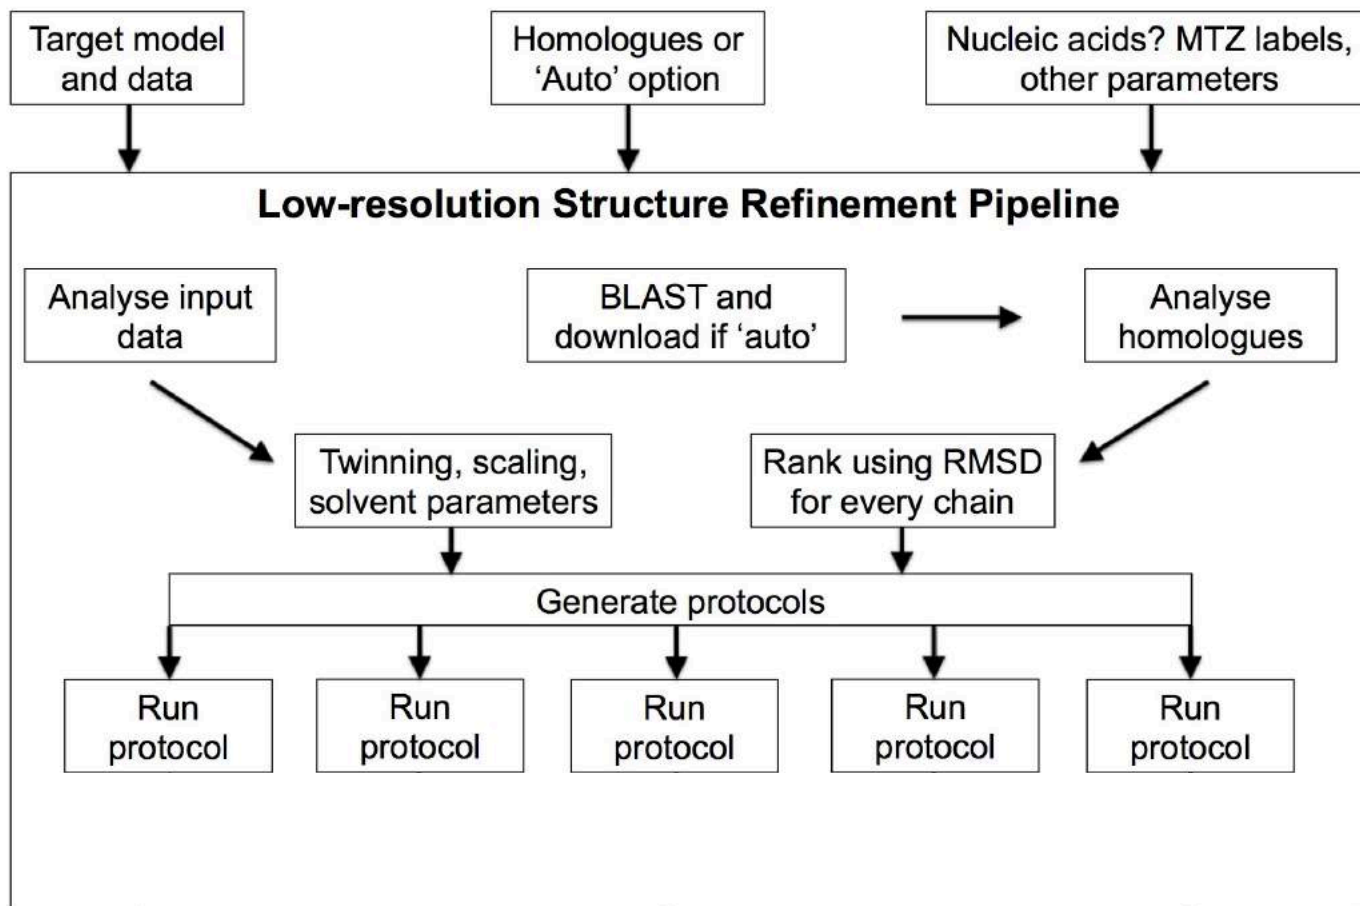 Target model
and data
Homologues or
‘Auto’ option
Nucleic acids? MTZ labels,
other parameters
Low-resolution Structure Refinement Pipeline
Analyse input
data
BLAST and
download if ‘auto’
Analyse
homologues
Twinning, scaling,
solvent parameters
Rank using RMSD
for every chain
Generate protocols
Run
protocol
Run
protocol
Run
protocol
Run
protocol
Run
protocol